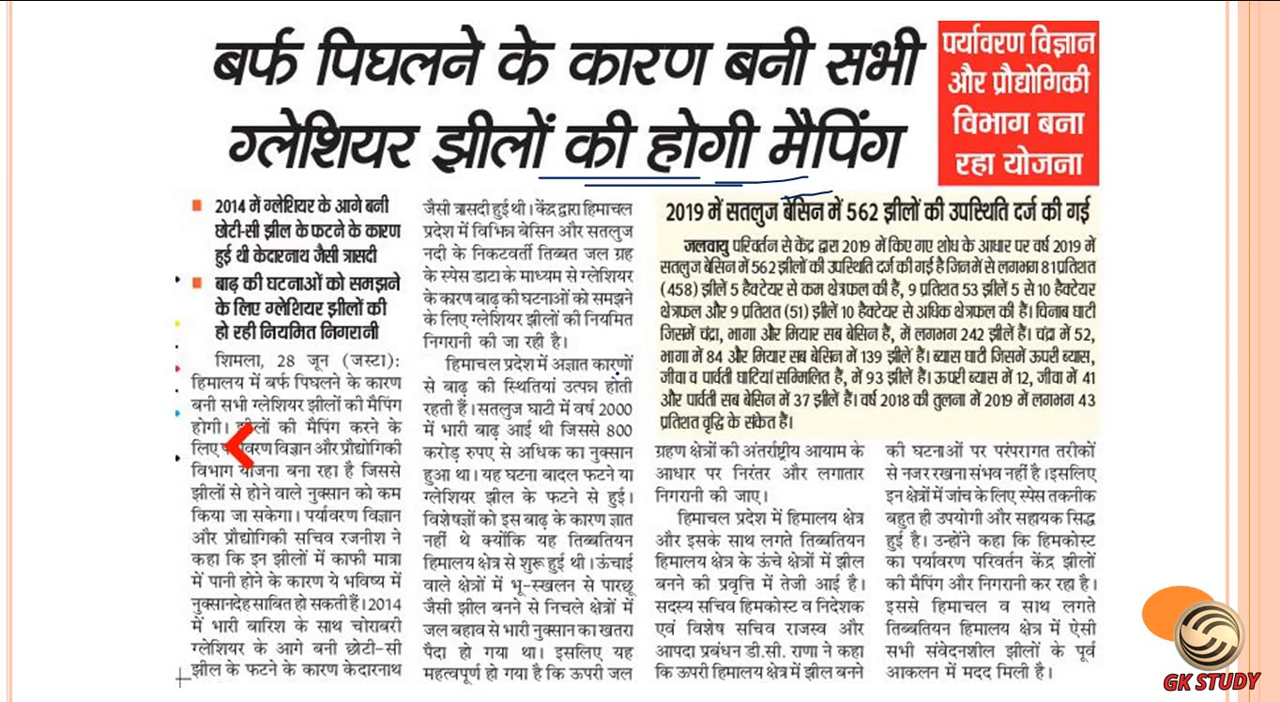 बर्फ पिघलने के कारण बनी सभी
ग्लेशियर झीलों की होगी मैपिंग
पर्यावरण विज्ञान
और प्रौद्योगिकी
विभाग बना
रहा योजना
2014 में ग्लेशियर के आगे बनी
छोटी-सी झील के फटने के कारण
हुई थी केदारनाथ जैसी त्रासदी
बाढ़ की घटनाओं को समझने
के लिए ग्लेशियर झीलों की
हो रही नियमित निगरानी
शिमला, 28 जून (जस्टा):
हिमालय में बर्फ पिघलने के कारण
बनी सभी ग्लेशियर झीलों की मैपिंग
होगी। झीलों की मैपिंग करने के
लिए पर्यावरण विज्ञान और प्रौद्योगिकी
विभाग योजना बना रहा है जिससे
झीलों से होने वाले नुक्सान को कम
किया जा सकेगा। पर्यावरण विज्ञान
और प्रौद्योगिकी सचिव रजनीश ने
कहा कि इन झीलों में काफी मात्रा
में पानी होने के कारण ये भविष्य में
नुक्सानदेह साबित हो सकती हैं। 2014
में भारी बारिश के साथ चोराबरी
ग्लेशियर के आगे बनी छोटी-सी
झील के फटने के कारण केदारनाथ
जैसी त्रासदी हुई थी। केंद्र द्वारा हिमाचल
प्रदेश में विभिन्न बेसिन और सतलुज
नदी के निकटवर्ती तिब्बत जल ग्रह
के स्पेस डाटा के माध्यम से ग्लेशियर
के कारण बाढ़ की घटनाओं को समझने
के लिए ग्लेशियर झीलों की नियमित
निगरानी की जा रही है।
हिमाचल प्रदेश में अज्ञात कारणों
से बाढ़ की स्थितियां उत्पन्न होती
रहती हैं। सतलुज घाटी में वर्ष 2000
में भारी बाढ़ आई थी जिससे 800
करोड़ रुपए से अधिक का नुक्सान
हुआ था। यह घटना बादल फटने या
ग्लेशियर झील के फटने से हुई।
विशेषज्ञों को इस बाढ़ के कारण ज्ञात
नहीं थे क्योंकि यह तिब्बतियन
हिमालय क्षेत्र से शुरू हुई थी। ऊंचाई
वाले क्षेत्रों में भू-स्खलन से पारछू
जैसी झील बनने से निचले क्षेत्रों में
जल बहाव से भारी नुक्सान का खतरा
पैदा हो गया था। इसलिए यह
महत्वपूर्ण हो गया है कि ऊपरी जल
2019 में सतलुज बेसिन में 562 झीलों की उपस्थिति दर्ज की गई
जलवायु परिवर्तन से केंद्र द्वारा 2019 में किए गए शोध के आधार पर वर्ष 2019 में
सतलुज बेसिन में 562 झीलों की उपस्थिति दर्ज की गई है जिनमें से लगभग 81 प्रतिशत
(458) झीलें 5 हैक्टेयर से कम क्षेत्रफल की हैं, 9 प्रतिशत 53 झीलें 5 से 10 हैक्टेयर
क्षेत्रफल और 9 प्रतिशत (51) झीलें 10 हैक्टेयर से अधिक क्षेत्रफल की हैं। चिनाब घाटी
जिसमें चंद्रा, भागा और मियार सब बेसिन हैं, में लगभग 242 झीलें हैं। चंद्रा में 52,
भागा में 84 और मियार सब बेसिन में 139 झीलें हैं। ब्यास घाटी जिसमें ऊपरी ब्यास,
जीवा व पार्वती घाटियां सम्मिलित हैं, में 93 झीलें हैं। ऊपरी ब्यास में 12, जीवा में 41
और पार्वती सब बेसिन में 37 झीलें हैं। वर्ष 2018 की तुलना में 2019 में लगभग 43
प्रतिशत वृद्धि के संकेत हैं।
ग्रहण क्षेत्रों की अंतर्राष्ट्रीय आयाम के
आधार पर निरंतर और लगातार
निगरानी की जाए।
हिमाचल प्रदेश में हिमालय क्षेत्र
और इसके साथ लगते तिब्बतियन
हिमालय क्षेत्र के ऊंचे क्षेत्रों में झील
बनने की प्रवृत्ति में तेजी आई है।
सदस्य सचिव हिमकोस्ट व निदेशक
एवं विशेष सचिव राजस्व और
आपदा प्रबंधन डी.सी. राणा ने कहा
कि ऊपरी हिमालय क्षेत्र में झील बनने
की घटनाओं पर परंपरागत तरीकों
से नजर रखना संभव नहीं है। इसलिए
इन क्षेत्रों में जांच के लिए स्पेस तकनीक
बहुत ही उपयोगी और सहायक सिद्ध
हुई है। उन्होंने कहा कि हिमकोस्ट
का पर्यावरण परिवर्तन केंद्र झीलों
की मैपिंग और निगरानी कर रहा है।
इससे हिमाचल व साथ लगते
तिब्बतियन हिमालय क्षेत्र में ऐसी
सभी संवेदनशील झीलों के पूर्व
आकलन में मदद मिली है।
GK STUDY